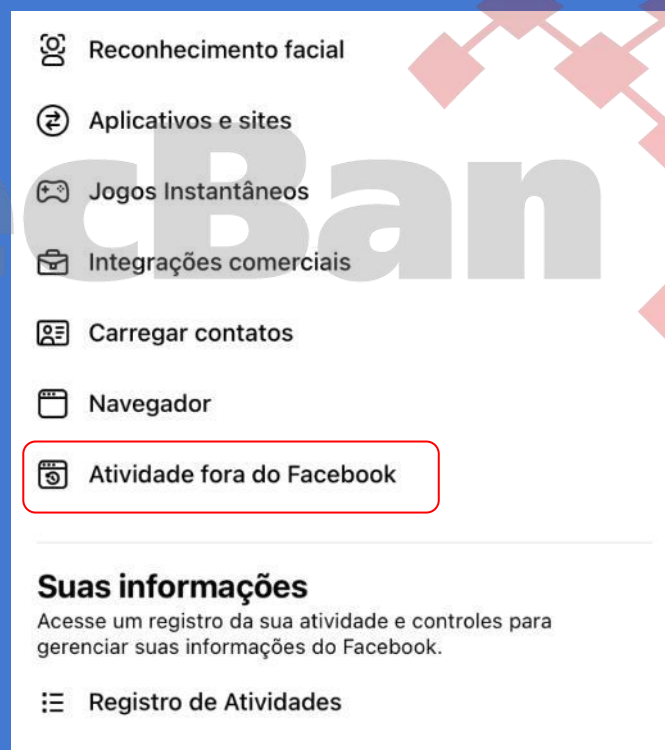 Reconhecimento facial
Aplicativos e sites
ecBan
Jogos Instantâneos
Integrações comerciais
Carregar contatos
Navegador
Atividade fora do Facebook
Suas informações
Acesse um registro da sua atividade e controles para
gerenciar suas informações do Facebook.
Registro de Atividades